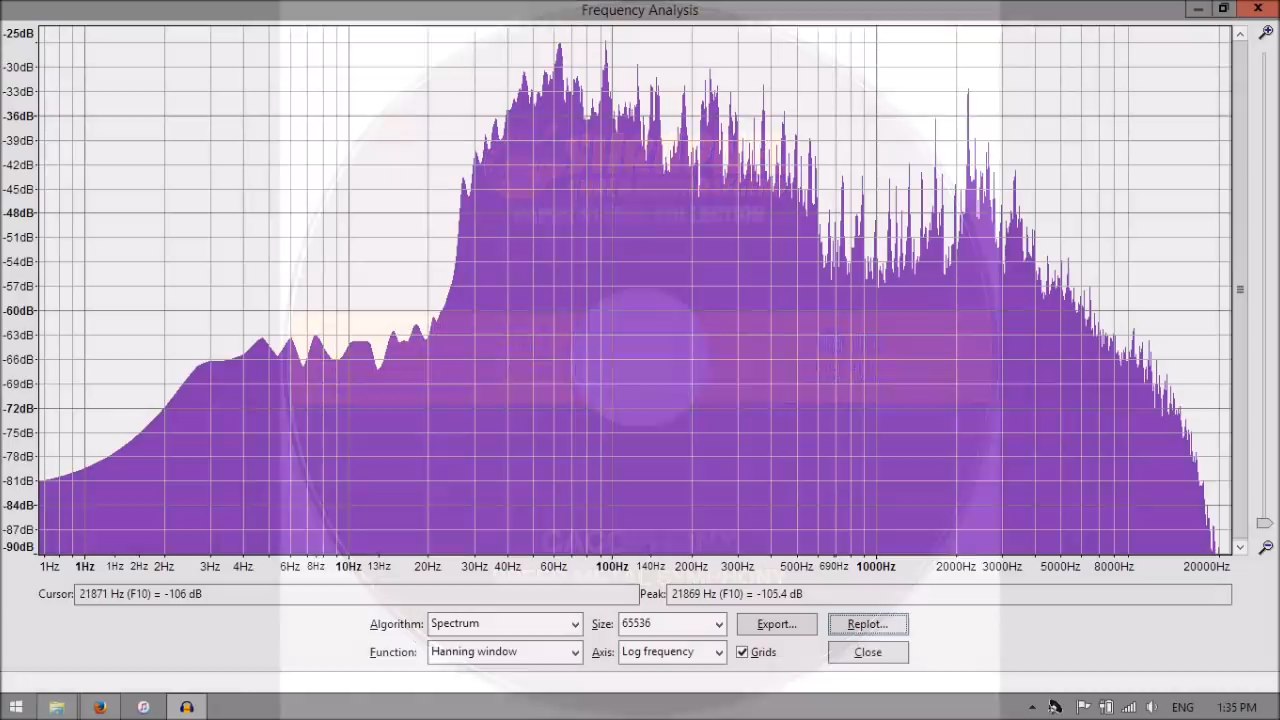 Frequency Analysis
-25dB
-30dB
-33dB
-36dB
-39dB
-42dB
-45dB
-48dB
-51dB
-54dB
-57dB
-60dB
-63dB
-66dB
-69dB
-72dB
-75dB
-78dB
-81dB
-84dB
-87dB
-90dB
1Hz 1Hz 1Hz 2Hz 2Hz 3Hz 4Hz 6Hz 8Hz 10Hz 13Hz 20Hz 30Hz 40Hz 60Hz 100Hz 140Hz 200Hz 300Hz 500Hz 690Hz 1000Hz 2000Hz 3000Hz 5000Hz 8000Hz 20000Hz
Cursor: 21871 Hz (F10) = -106 dB Peak: 21869 Hz (F10) = -105.4 dB
Algorithm: Spectrum Size: 65536 Export... Replot...
Function: Hanning window Axis: Log frequency Grids Close
ENG 1:35 PM